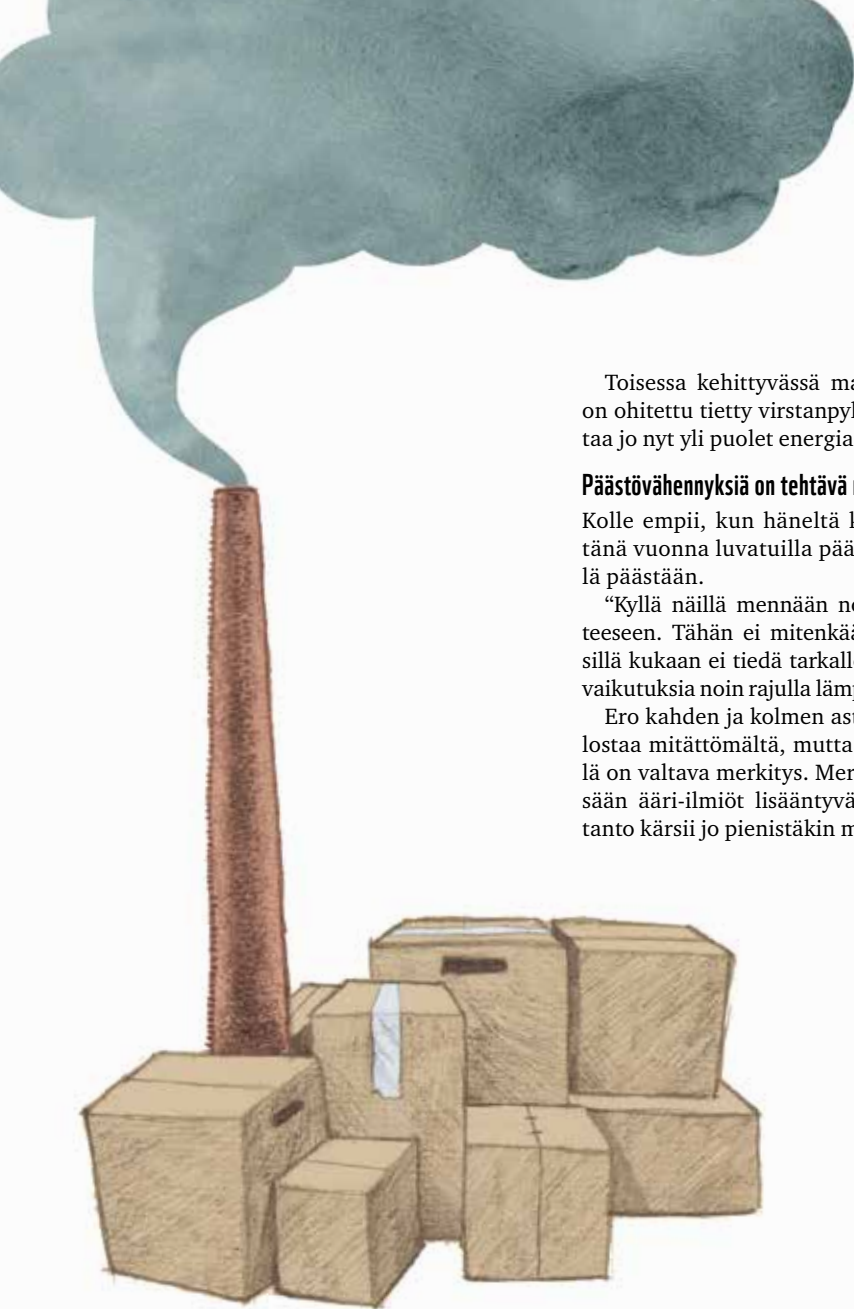 Toisessa kehittyvässä ma
on ohitettu tietty virstanpyl
taa jo nyt yli puolet energia
Päästövähennyksiä on tehtävä
Kolle empii, kun häneltä k
tänä vuonna luvatuilla pää
lä päästään.
“Kyllä näillä mennään no
teeseen. Tähän ei mitenkää
sillä kukaan ei tiedä tarkalle
vaikutuksia noin rajulla lämp
Ero kahden ja kolmen ast
lostaa mitättömältä, mutta
lä on valtava merkitys. Mer
sään ääri-ilmiöt lisääntyvä
tanto kärsii jo pienistäkin m